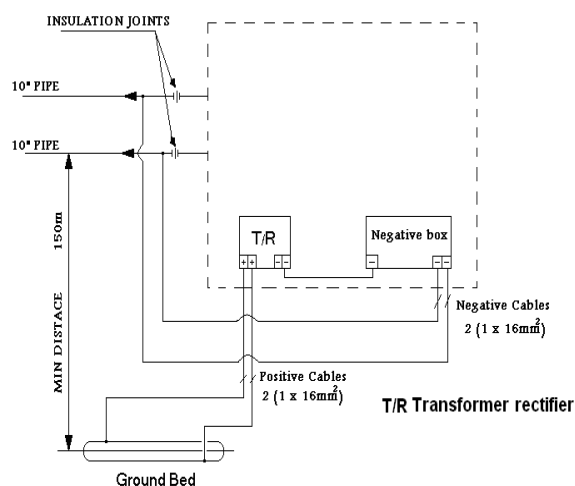 INSULATION JOINTS
10" PIPE
10" PIPE
150m
MIN DISTACE
T/R
+ +
- -
Negative box
-
- -
Negative Cables
2 (1 x 16mm²)
Positive Cables
2 (1 x 16mm²)
T/R Transformer rectifier
Ground Bed